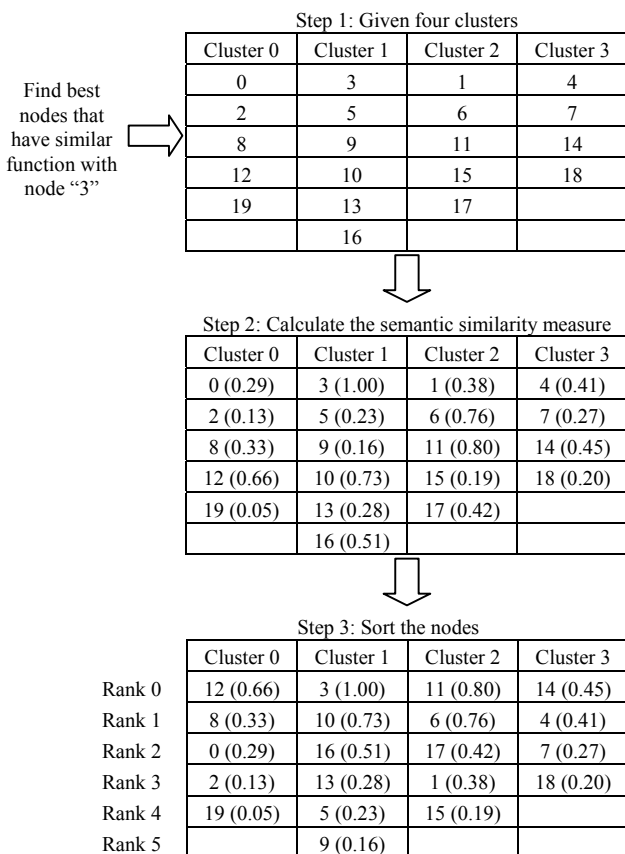 Step 1: Given four clusters
Cluster 0 Cluster 1 Cluster 2 Cluster 3
0 3 1 4
2 5 6 7
8 9 11 14
12 10 15 18
19 13 17
16
Find best
nodes that
have similar
function with
node “3”
Step 2: Calculate the semantic similarity measure
Cluster 0 Cluster 1 Cluster 2 Cluster 3
0 (0.29) 3 (1.00) 1 (0.38) 4 (0.41)
2 (0.13) 5 (0.23) 6 (0.76) 7 (0.27)
8 (0.33) 9 (0.16) 11 (0.80) 14 (0.45)
12 (0.66) 10 (0.73) 15 (0.19) 18 (0.20)
19 (0.05) 13 (0.28) 17 (0.42)
16 (0.51)
Step 3: Sort the nodes
Cluster 0 Cluster 1 Cluster 2 Cluster 3
Rank 0 12 (0.66) 3 (1.00) 11 (0.80) 14 (0.45)
Rank 1 8 (0.33) 10 (0.73) 6 (0.76) 4 (0.41)
Rank 2 0 (0.29) 16 (0.51) 17 (0.42) 7 (0.27)
Rank 3 2 (0.13) 13 (0.28) 1 (0.38) 18 (0.20)
Rank 4 19 (0.05) 5 (0.23) 15 (0.19)
Rank 5 9 (0.16)